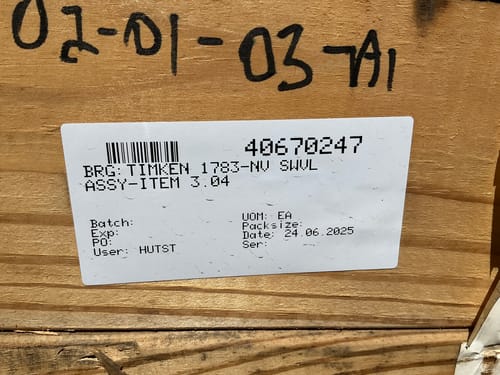 02-01-03-A1
40670247
BRG:TIMKEN 1783-NV SWVL
ASSY-ITEM 3.04
Batch:
Exp:
PO:
User: HUTST
UOM: EA
Packsize:
Date: 24.06.2025
Ser: